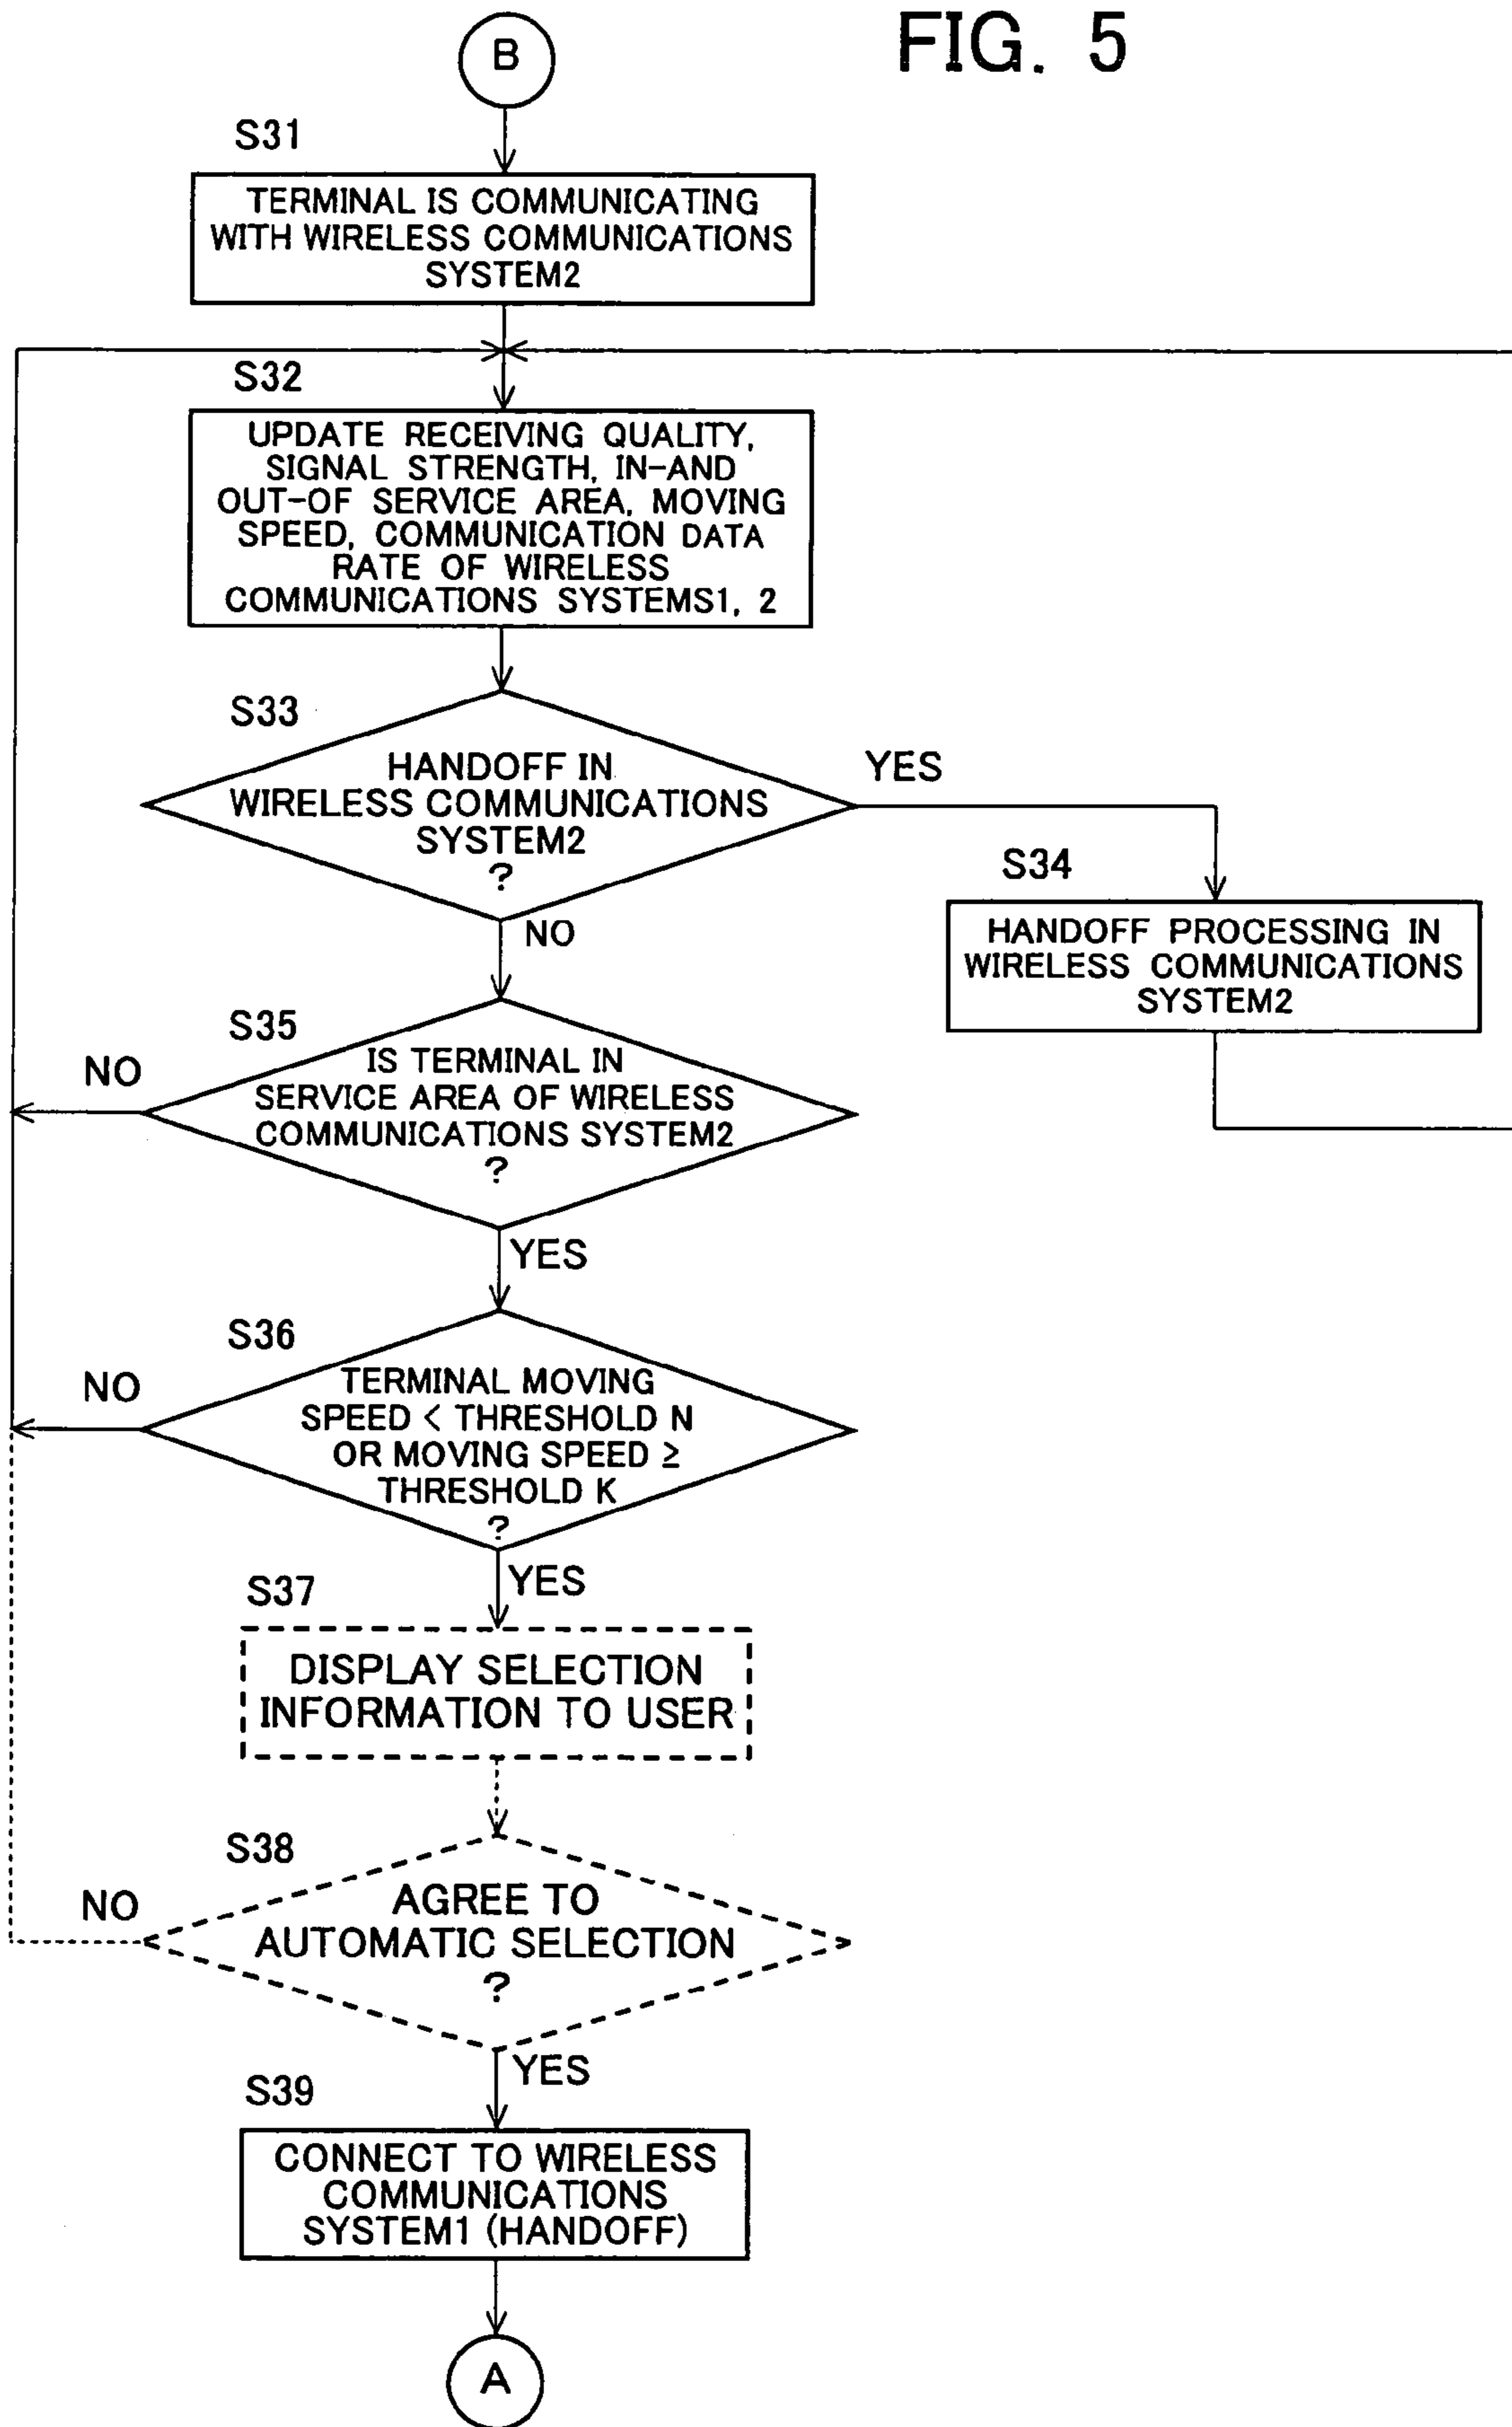 FIG. 5
B
S31
TERMINAL IS COMMUNICATING
WITH WIRELESS COMMUNICATIONS
SYSTEM2
S32
UPDATE RECEIVING QUALITY,
SIGNAL STRENGTH, IN-AND
OUT-OF SERVICE AREA, MOVING
SPEED, COMMUNICATION DATA
RATE OF WIRELESS
COMMUNICATIONS SYSTEMS1, 2
S33
HANDOFF IN
WIRELESS COMMUNICATIONS
SYSTEM2
?
YES
NO
S34
HANDOFF PROCESSING IN
WIRELESS COMMUNICATIONS
SYSTEM2
S35
IS TERMINAL IN
SERVICE AREA OF WIRELESS
COMMUNICATIONS SYSTEM2
?
NO
YES
S36
TERMINAL MOVING
SPEED < THRESHOLD N
OR MOVING SPEED ≥
THRESHOLD K
?
NO
YES
S37
DISPLAY SELECTION
INFORMATION TO USER
S38
AGREE TO
AUTOMATIC SELECTION
?
NO
YES
S39
CONNECT TO WIRELESS
COMMUNICATIONS
SYSTEM1 (HANDOFF)
A